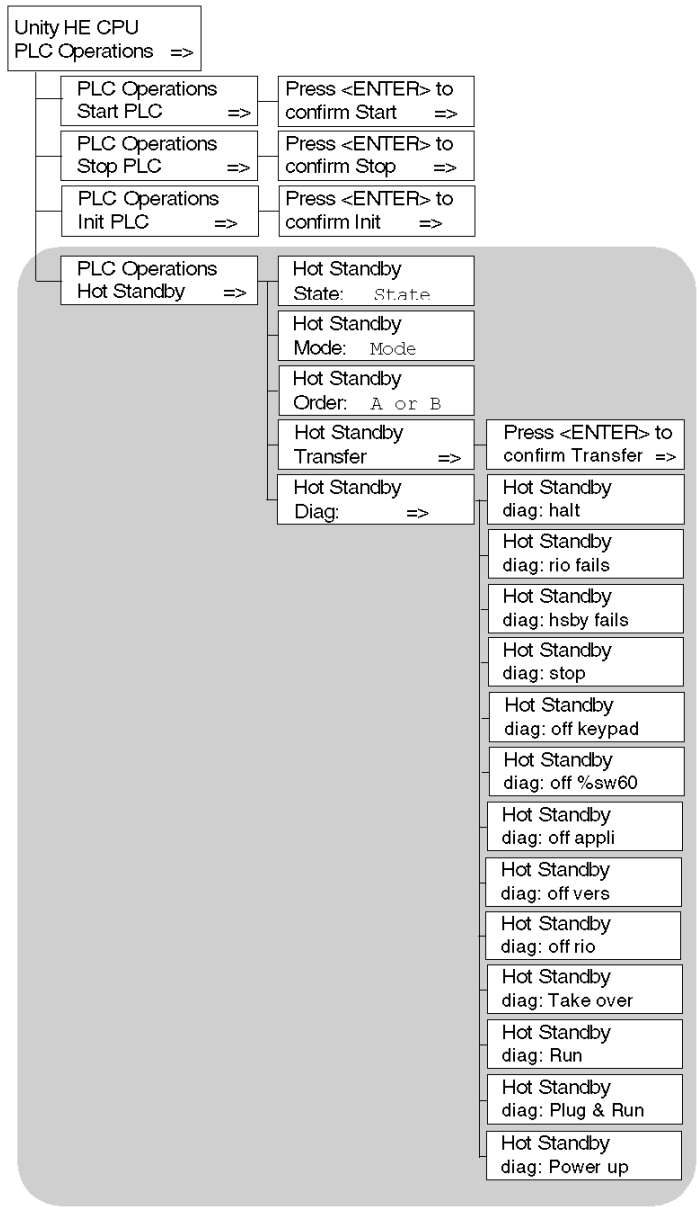 Unity HE CPU
PLC Operations =>
PLC Operations
Start PLC =>
Press <ENTER> to
confirm Start =>
PLC Operations
Stop PLC =>
Press <ENTER> to
confirm Stop =>
PLC Operations
Init PLC =>
Press <ENTER> to
confirm Init =>
PLC Operations
Hot Standby =>
Hot Standby
State: State
Hot Standby
Mode: Mode
Hot Standby
Order: A or B
Hot Standby
Transfer =>
Press <ENTER> to
confirm Transfer =>
Hot Standby
Diag: =>
Hot Standby
diag: halt
Hot Standby
diag: rio fails
Hot Standby
diag: hsby fails
Hot Standby
diag: stop
Hot Standby
diag: off keypad
Hot Standby
diag: off %sw60
Hot Standby
diag: off appli
Hot Standby
diag: off vers
Hot Standby
diag: off rio
Hot Standby
diag: Take over
Hot Standby
diag: Run
Hot Standby
diag: Plug & Run
Hot Standby
diag: Power up